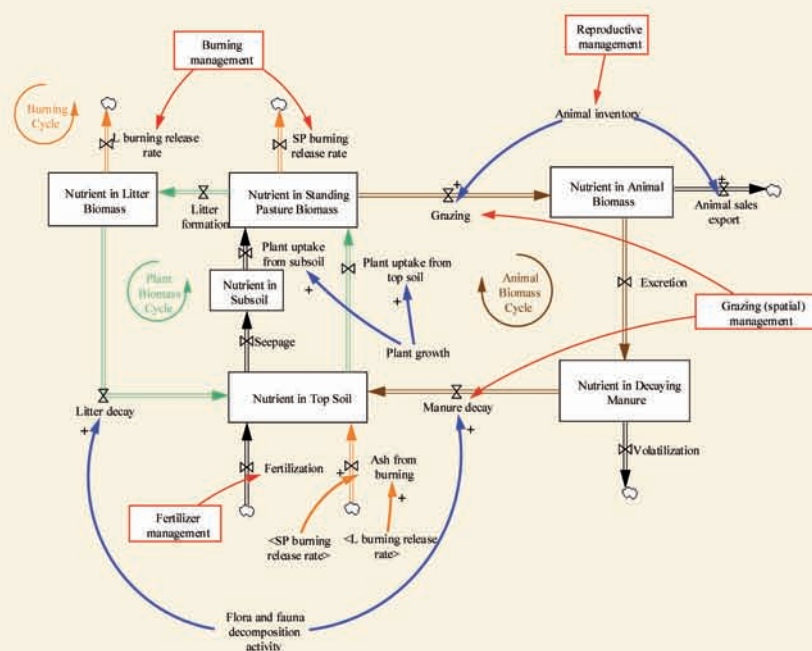 Burning
management
Reproductive
management
Burning
Cycle
L burning release
rate
SP burning
release rate
Animal inventory
Nutrient in Litter
Biomass
Litter
formation
Nutrient in Standing
Pasture Biomass
+
Grazing
Nutrient in Animal
Biomass
+
Animal sales
export
Plant uptake
from subsoil
+
Plant uptake from
top soil
+
Plant
Biomass
Cycle
Nutrient in
Subsoil
Animal
Biomass
Cycle
Excretion
Grazing (spatial)
management
Seepage
Plant growth
Litter decay
+
Nutrient in Top Soil
Manure decay
+
Nutrient in Decaying
Manure
Volatilization
Fertilization
+
Ash from
burning
+
Fertilizer
management
<SP burning
release rate>
<L burning release
rate>
Flora and fauna
decomposition
activity